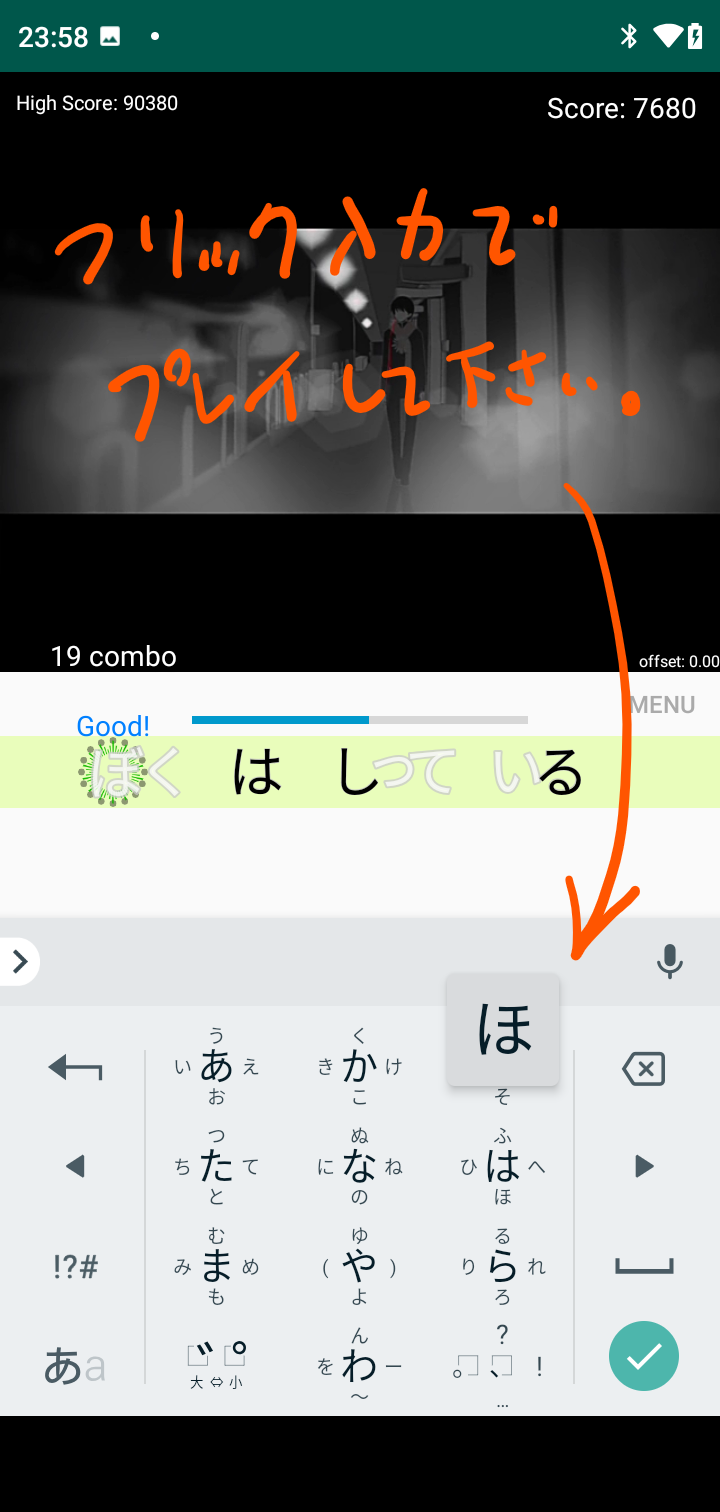 23:58
High Score: 90380
Score: 7680
フリック入力で
プレイして下さい。
19 combo
offset: 0.00
MENU
Good!
ぼく は しって いる
ほ
う く
い あ え き か け
お こ そ
つ ぬ ふ
ち た て に な ね ひ は へ
と の ほ
む ゆ る
!?# み ま め ( や ) り ら れ
も よ ろ
ん ?
あa ゛ ゜ を わ ー 。 、 !
大⇔小 〜 …